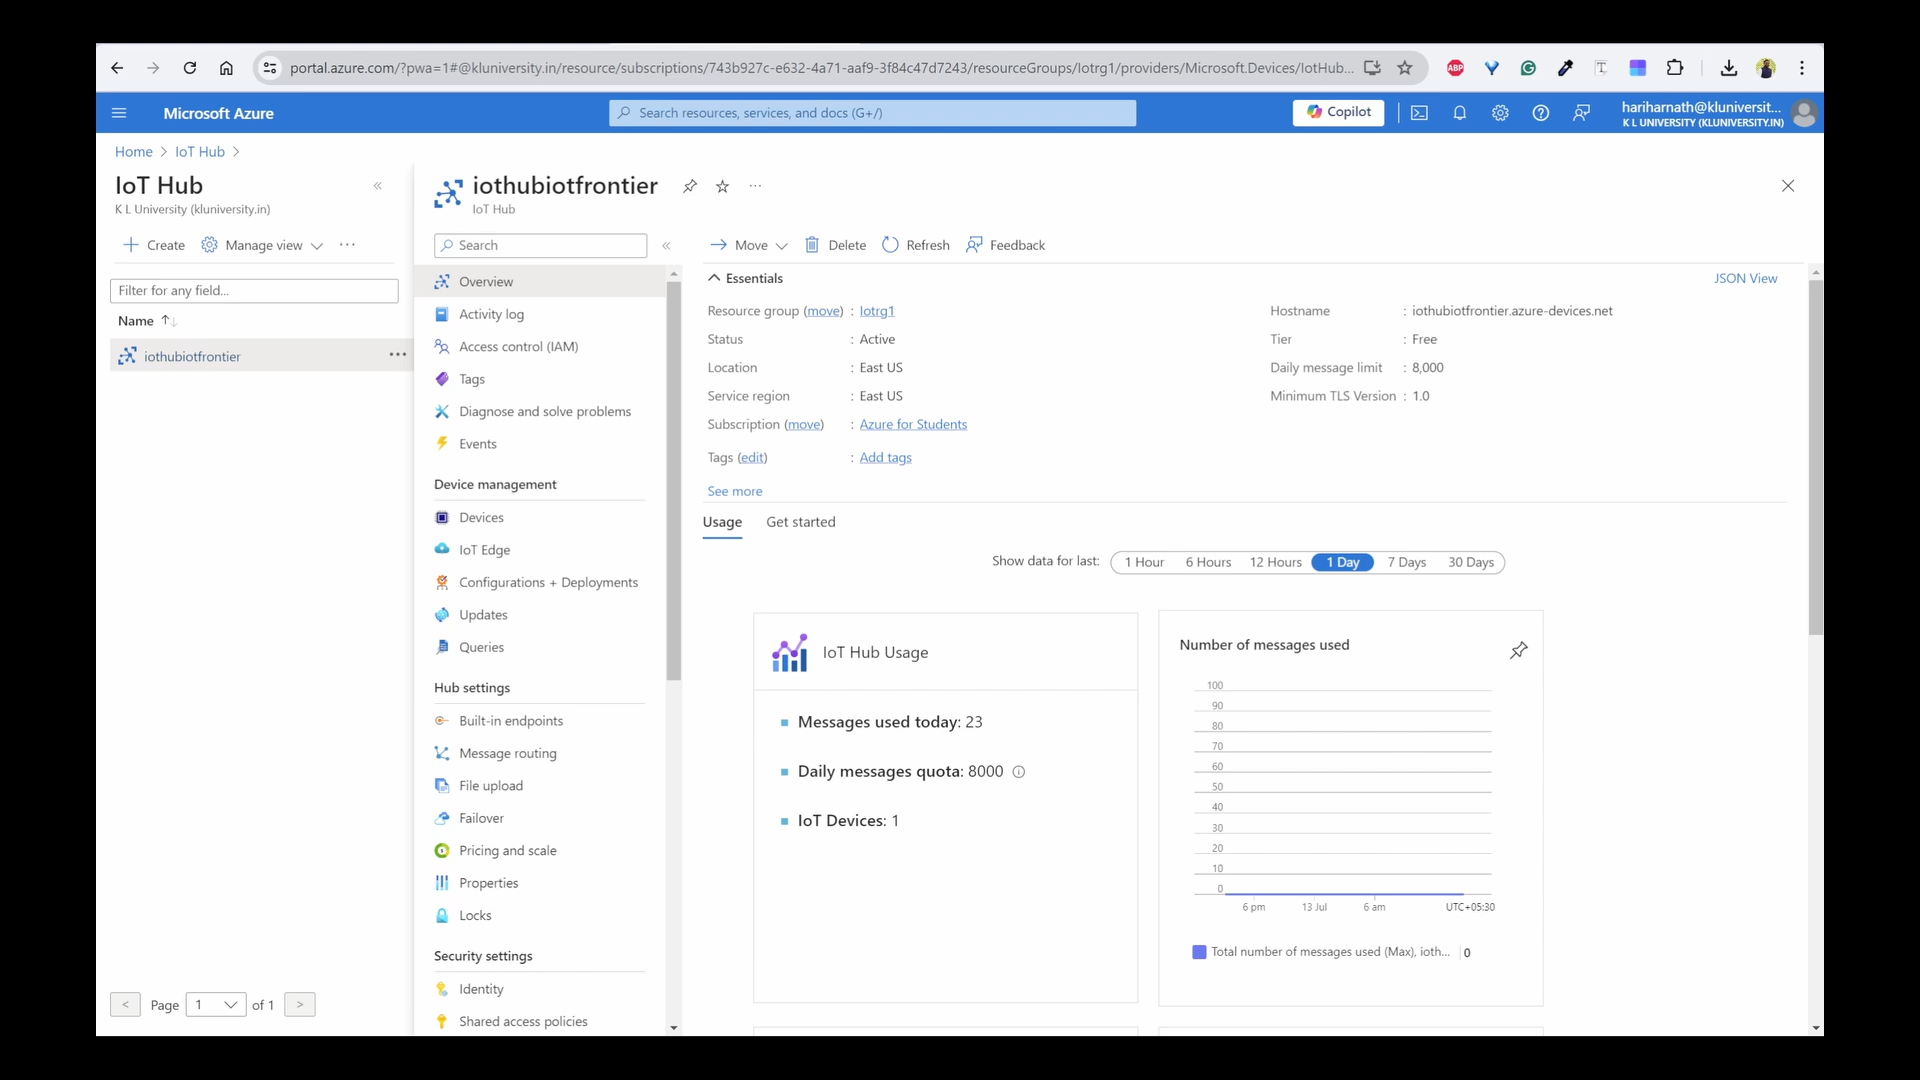 portal.azure.com/?pwa=1#@kluniversity.in/resource/subscriptions/743b927c-e632-4a71-aaf9-3f84c47d7243/resourceGroups/Iotrg1/providers/Microsoft.Devices/IotHub...
ABP
Microsoft Azure
Search resources, services, and docs (G+/)
Copilot
hariharnath@kluniversit...
K L UNIVERSITY (KLUNIVERSITY.IN)
Home > IoT Hub >
IoT Hub
K L University (kluniversity.in)
Create
Manage view
Filter for any field...
Name
iothubiotfrontier
Page 1 of 1
iothubiotfrontier
IoT Hub
Search
Overview
Activity log
Access control (IAM)
Tags
Diagnose and solve problems
Events
Device management
Devices
IoT Edge
Configurations + Deployments
Updates
Queries
Hub settings
Built-in endpoints
Message routing
File upload
Failover
Pricing and scale
Properties
Locks
Security settings
Identity
Shared access policies
Move
Delete
Refresh
Feedback
Essentials
JSON View
Resource group (move) : Iotrg1
Status : Active
Location : East US
Service region : East US
Subscription (move) : Azure for Students
Tags (edit) : Add tags
See more
Hostname : iothubiotfrontier.azure-devices.net
Tier : Free
Daily message limit : 8,000
Minimum TLS Version : 1.0
Usage
Get started
Show data for last: 1 Hour 6 Hours 12 Hours 1 Day 7 Days 30 Days
IoT Hub Usage
Messages used today: 23
Daily messages quota: 8000
IoT Devices: 1
Number of messages used
100
90
80
70
60
50
40
30
20
10
0
6 pm 13 Jul 6 am UTC+05:30
Total number of messages used (Max), ioth... 0